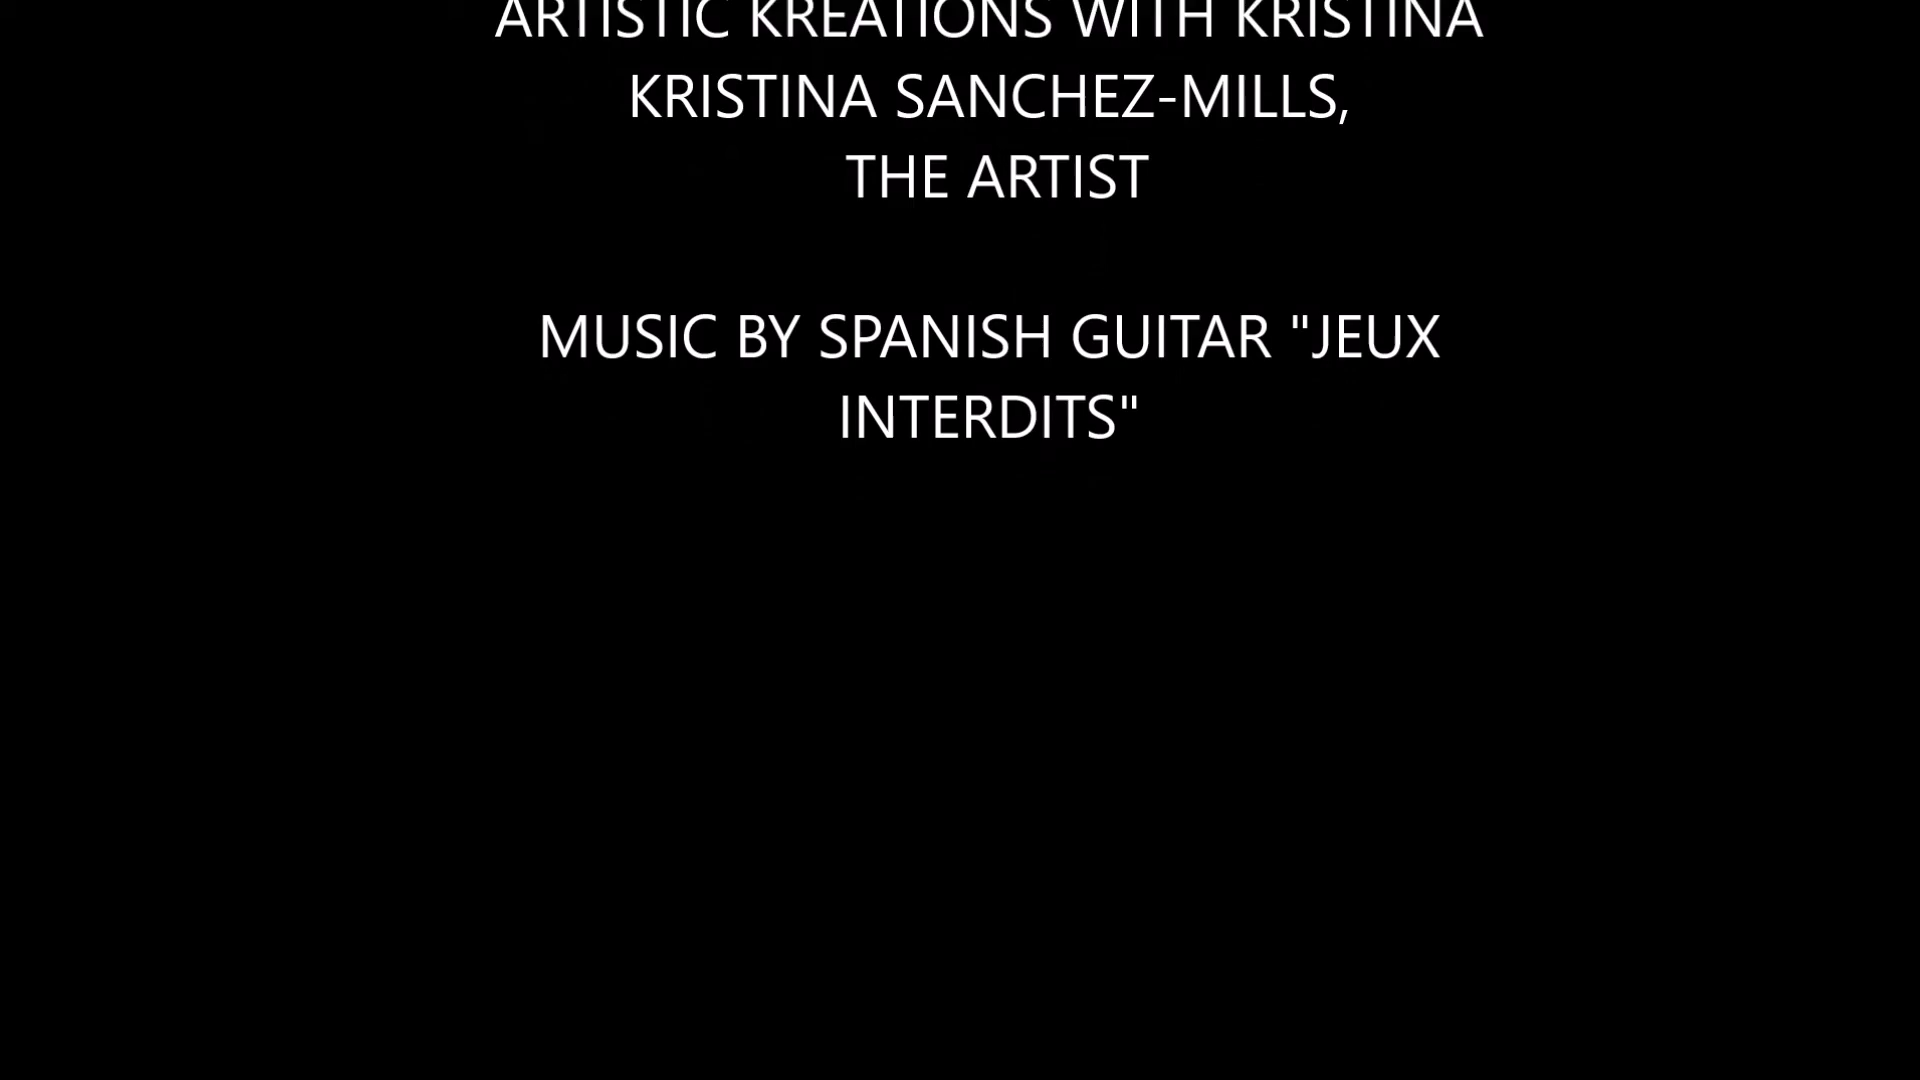 ARTISTIC KREATIONS WITH KRISTINA
KRISTINA SANCHEZ-MILLS,
THE ARTIST
MUSIC BY SPANISH GUITAR "JEUX
INTERDITS"